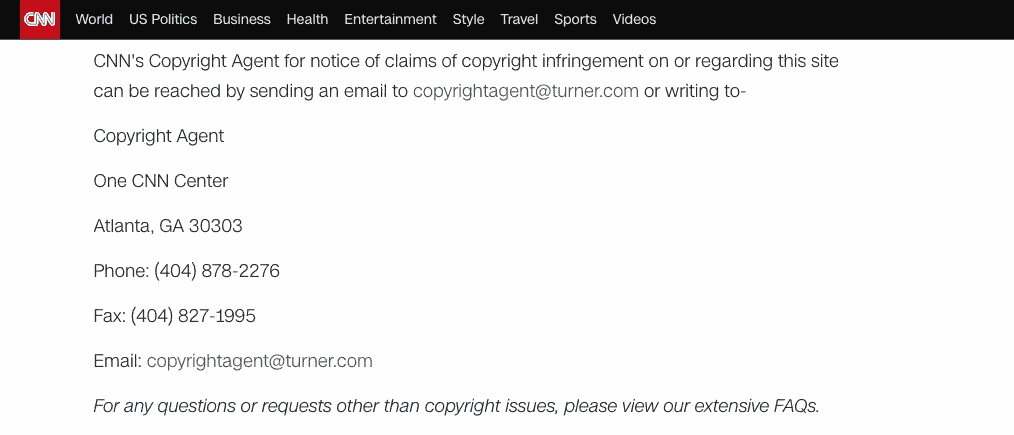 CNN World US Politics Business Health Entertainment Style Travel Sports Videos
CNN's Copyright Agent for notice of claims of copyright infringement on or regarding this site
can be reached by sending an email to copyrightagent@turner.com or writing to-
Copyright Agent
One CNN Center
Atlanta, GA 30303
Phone: (404) 878-2276
Fax: (404) 827-1995
Email: copyrightagent@turner.com
For any questions or requests other than copyright issues, please view our extensive FAQs.